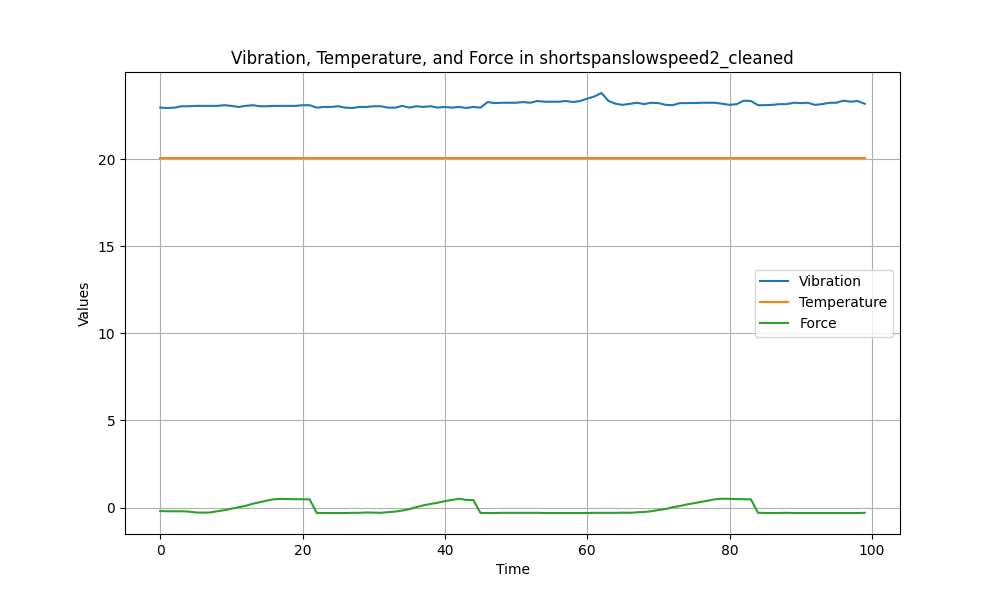 Vibration, Temperature, and Force in shortspanslowspeed2_cleaned
Values
20
15
10
5
0
Vibration
Temperature
Force
0 20 40 60 80 100
Time